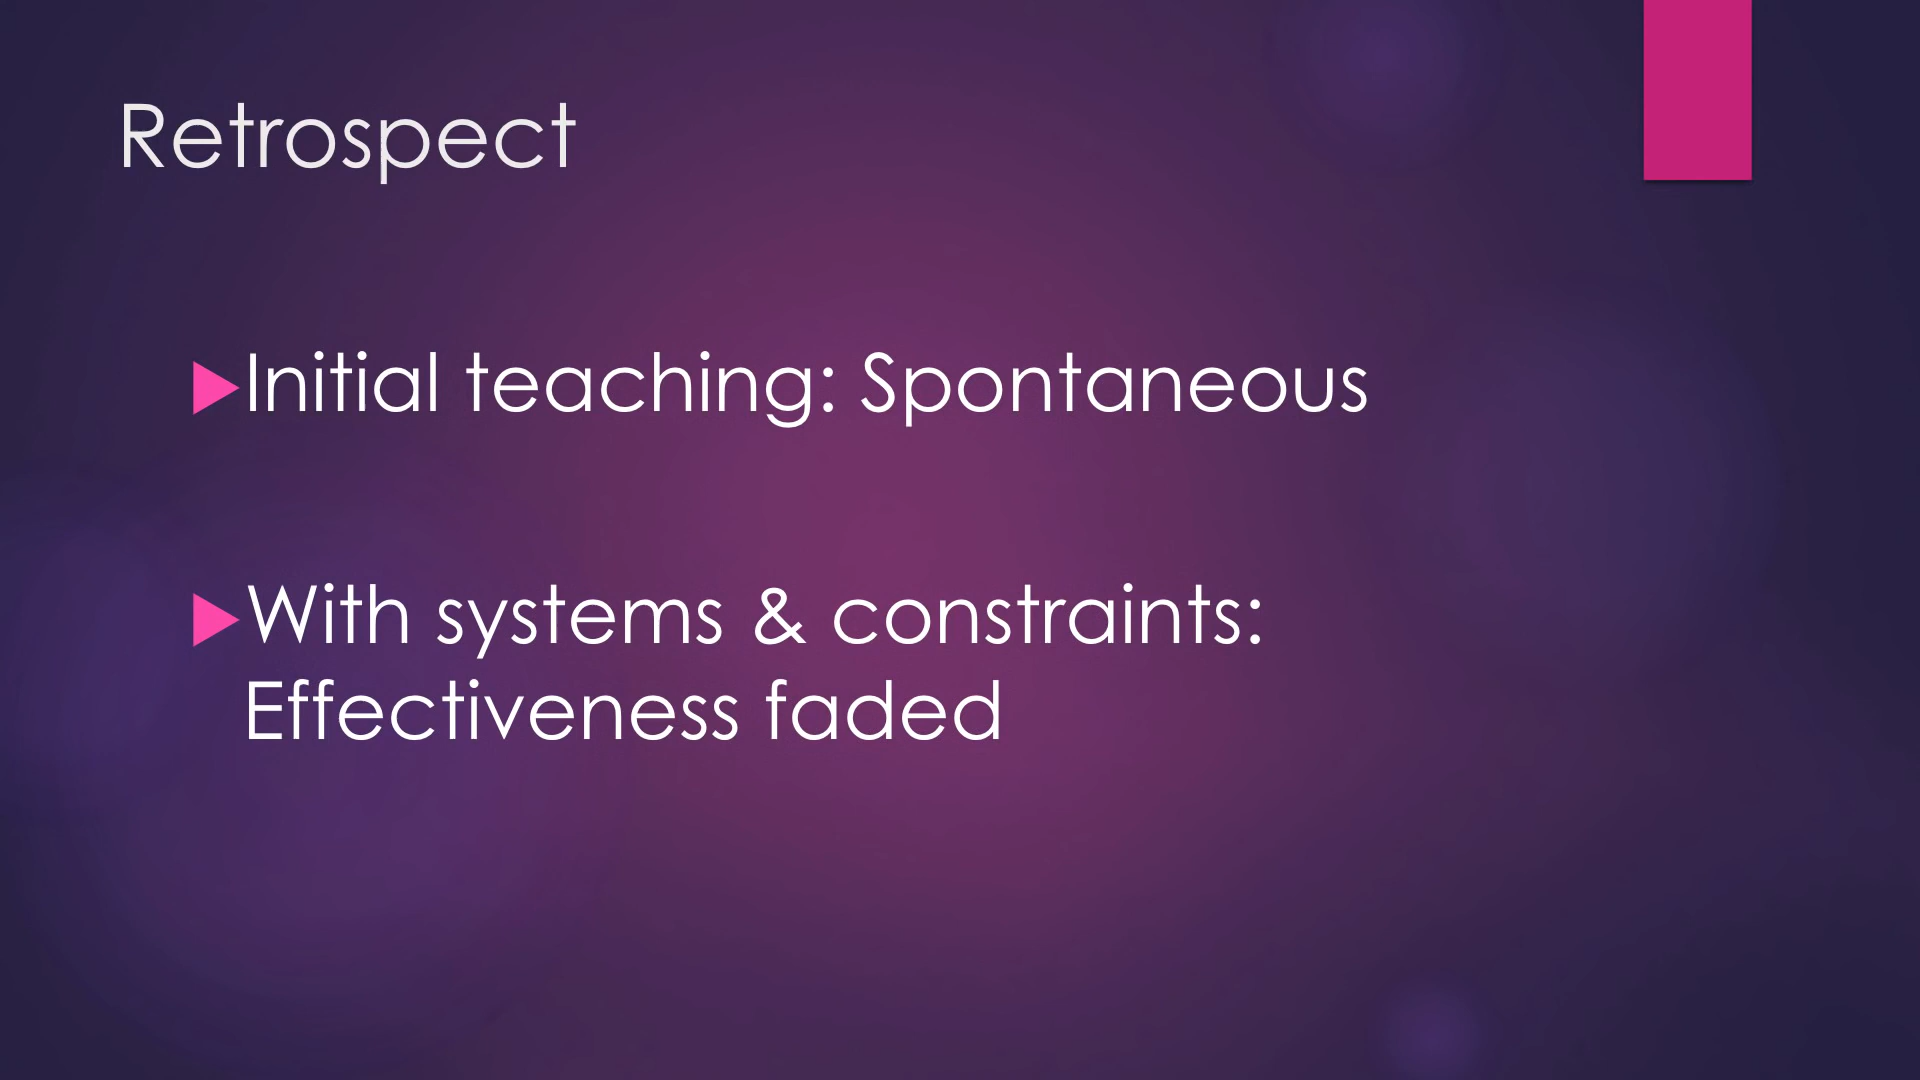 Retrospect
Initial teaching: Spontaneous
With systems & constraints:
Effectiveness faded